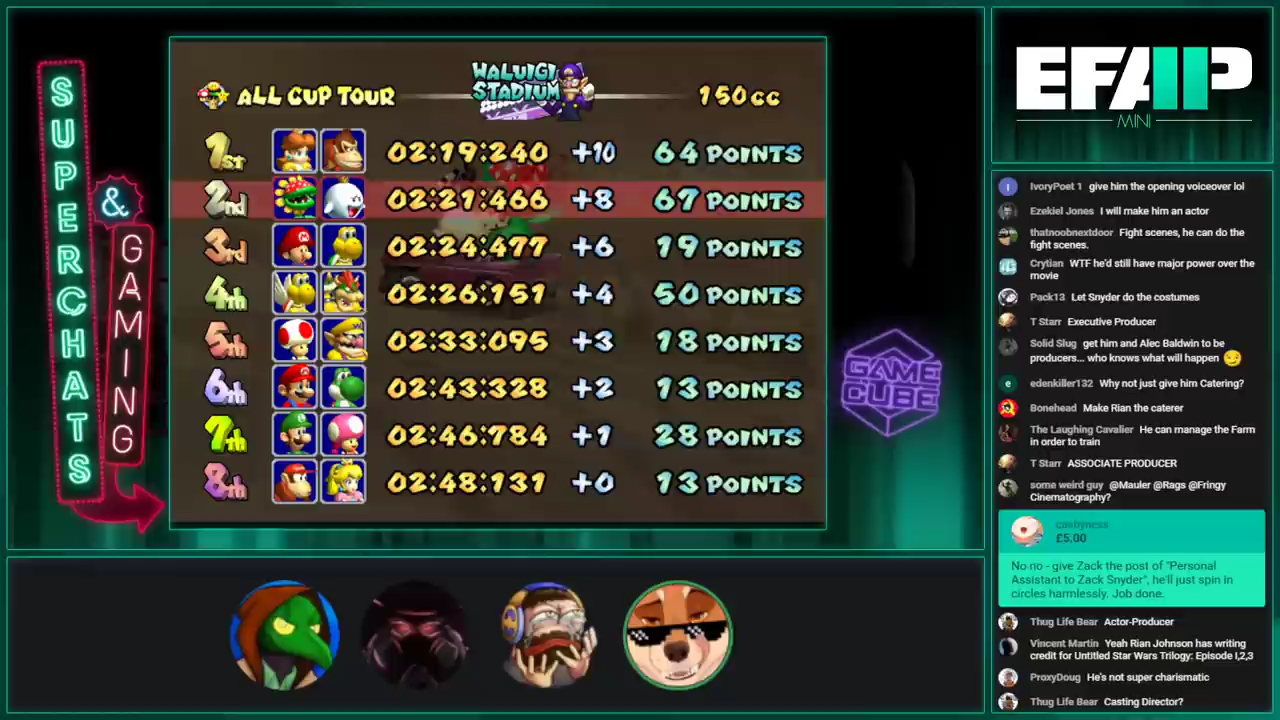 SUPERCHATS
&
GAMING
ALL CUP TOUR
WALUIGI
STADIUM
150cc
1st 02:19:240 +10 64 POINTS
2nd 02:21:466 +8 67 POINTS
3rd 02:24:477 +6 19 POINTS
4th 02:26:151 +4 50 POINTS
5th 02:33:095 +3 18 POINTS
6th 02:43:328 +2 13 POINTS
7th 02:46:784 +1 28 POINTS
8th 02:48:131 +0 13 POINTS
GAME
CUBE
EFAP
MINI
I IvoryPoet 1 give him the opening voiceover lol
Ezekiel Jones I will make him an actor
thatnoobnextdoor Fight scenes, he can do the
fight scenes.
Crytian WTF he'd still have major power over the
movie
Pack13 Let Snyder do the costumes
T Starr Executive Producer
Solid Slug get him and Alec Baldwin to be
producers... who knows what will happen 😏
e edenkiller132 Why not just give him Catering?
Bonehead Make Rian the caterer
The Laughing Cavalier He can manage the Farm
in order to train
T Starr ASSOCIATE PRODUCER
some weird guy @Mauler @Rags @Fringy
Cinematography?
£5.00
No no - give Zack the post of "Personal
Assistant to Zack Snyder", he'll just spin in
circles harmlessly. Job done.
Thug Life Bear Actor-Producer
Vincent Martin Yeah Rian Johnson has writing
credit for Untitled Star Wars Trilogy: Episode I,2,3
ProxyDoug He's not super charismatic
Thug Life Bear Casting Director?